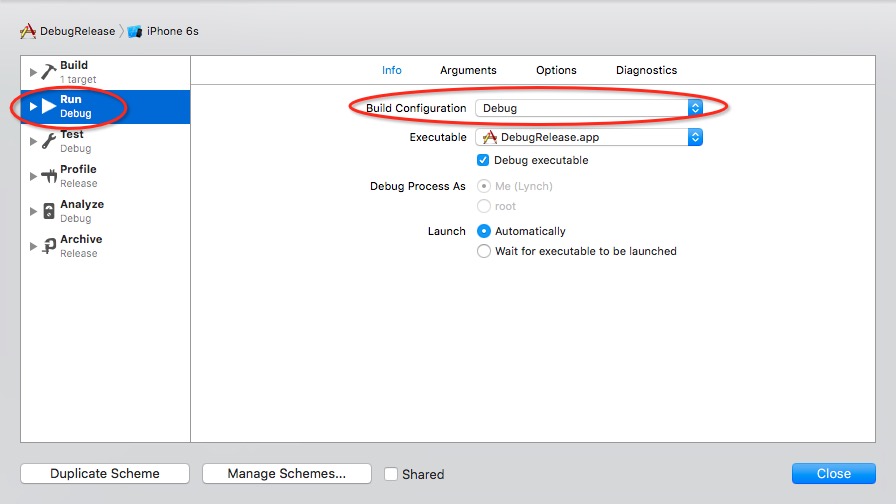 DebugRelease iPhone 6s
Build
1 target
Run
Debug
Test
Debug
Profile
Release
Analyze
Debug
Archive
Release
Info Arguments Options Diagnostics
Build Configuration Debug
Executable DebugRelease.app
Debug executable
Debug Process As Me (Lynch)
root
Launch Automatically
Wait for executable to be launched
Duplicate Scheme Manage Schemes... Shared Close